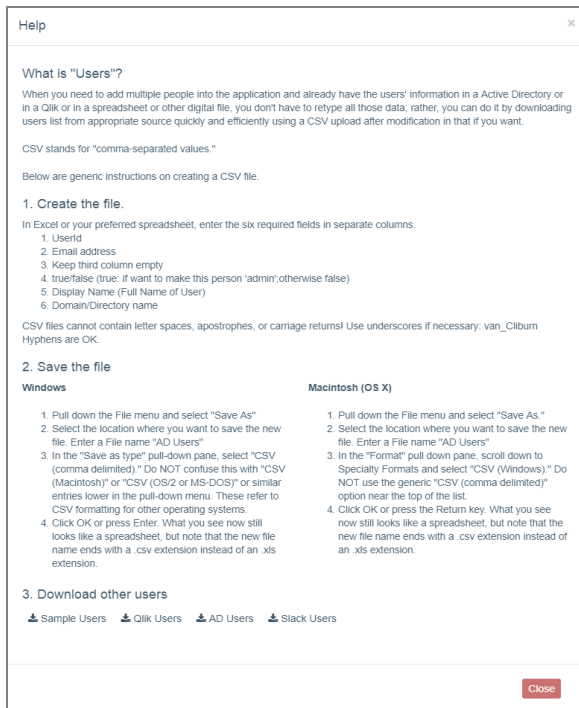 Help
×
What is "Users"?
When you need to add multiple people into the application and already have the users' information in a Active Directory or
in a Qlik or in a spreadsheet or other digital file, you don't have to retype all those data; rather, you can do it by downloading
users list from appropriate source quickly and efficiently using a CSV upload after modification in that if you want.
CSV stands for "comma-separated values."
Below are generic instructions on creating a CSV file.
1. Create the file.
In Excel or your preferred spreadsheet, enter the six required fields in separate columns.
1. UserId
2. Email address
3. Keep third column empty
4. true/false (true: if want to make this person 'admin';otherwise false)
5. Display Name (Full Name of User)
6. Domain/Directory name
CSV files cannot contain letter spaces, apostrophes, or carriage returns! Use underscores if necessary: van_Cliburn
Hyphens are OK.
2. Save the file
Windows
1. Pull down the File menu and select "Save As"
2. Select the location where you want to save the new
file. Enter a File name "AD Users"
3. In the "Save as type" pull-down pane, select "CSV
(comma delimited)." Do NOT confuse this with "CSV
(Macintosh)" or "CSV (OS/2 or MS-DOS)" or similar
entries lower in the pull-down menu. These refer to
CSV formatting for other operating systems.
4. Click OK or press Enter. What you see now still
looks like a spreadsheet, but note that the new file
name ends with a .csv extension instead of an .xls
extension.
Macintosh (OS X)
1. Pull down the File menu and select "Save As."
2. Select the location where you want to save the new
file. Enter a File name "AD Users"
3. In the "Format" pull down pane, scroll down to
Specialty Formats and select "CSV (Windows)." Do
NOT use the generic "CSV (comma delimited)"
option near the top of the list.
4. Click OK or press the Return key. What you see
now still looks like a spreadsheet, but note that the
new file name ends with a .csv extension instead of
an .xls extension.
3. Download other users
Sample Users Qlik Users AD Users Slack Users
Close